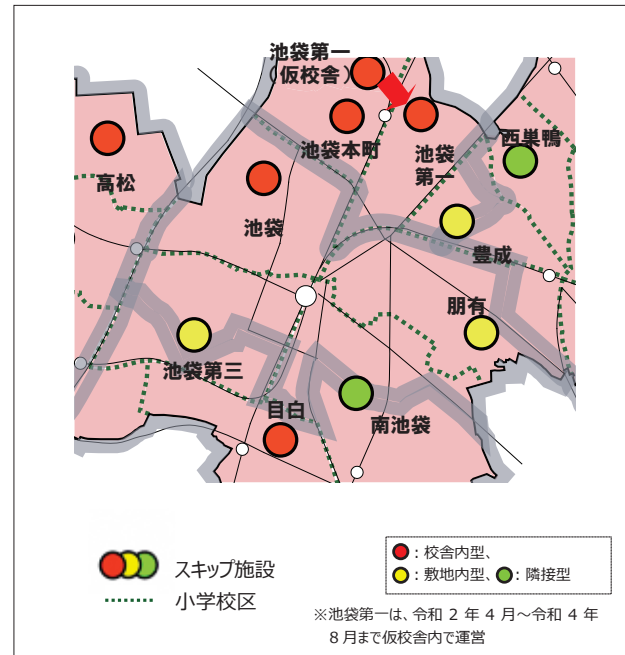 池袋第一
（仮校舎）
西巣鴨
池袋本町
池袋
第一
高松
池袋
豊成
朋有
池袋第三
目白
南池袋
スキップ施設
小学校区
：校舎内型、
：敷地内型、 ：隣接型
※池袋第一は、令和 2 年 4 月～令和 4 年
8 月まで仮校舎内で運営